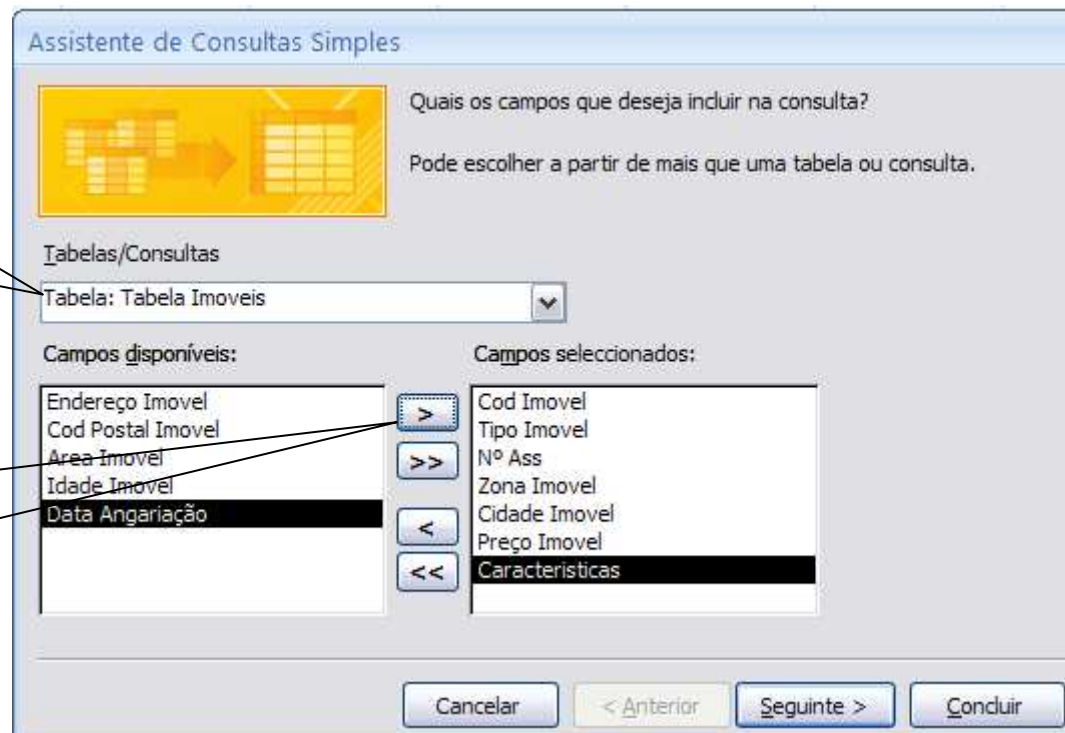 Assistente de Consultas Simples
Quais os campos que deseja incluir na consulta?
Pode escolher a partir de mais que uma tabela ou consulta.
Tabelas/Consultas
Tabela: Tabela Imoveis
Campos disponíveis:
Endereço Imovel
Cod Postal Imovel
Area Imovel
Idade Imovel
Data Angariação
>
>>
<
<<
Campos seleccionados:
Cod Imovel
Tipo Imovel
Nº Ass
Zona Imovel
Cidade Imovel
Preço Imovel
Caracteristicas
Cancelar
< Anterior
Seguinte >
Concluir